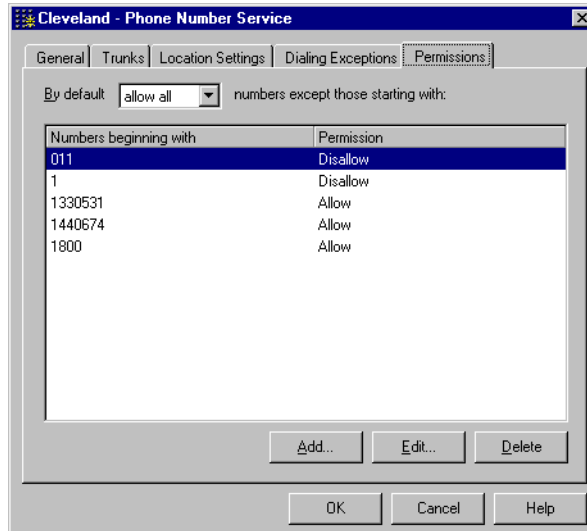 Cleveland - Phone Number Service
General Trunks Location Settings Dialing Exceptions Permissions
By default allow all numbers except those starting with:
Numbers beginning with Permission
011 Disallow
1 Disallow
1330531 Allow
1440674 Allow
1800 Allow
Add... Edit... Delete
OK Cancel Help